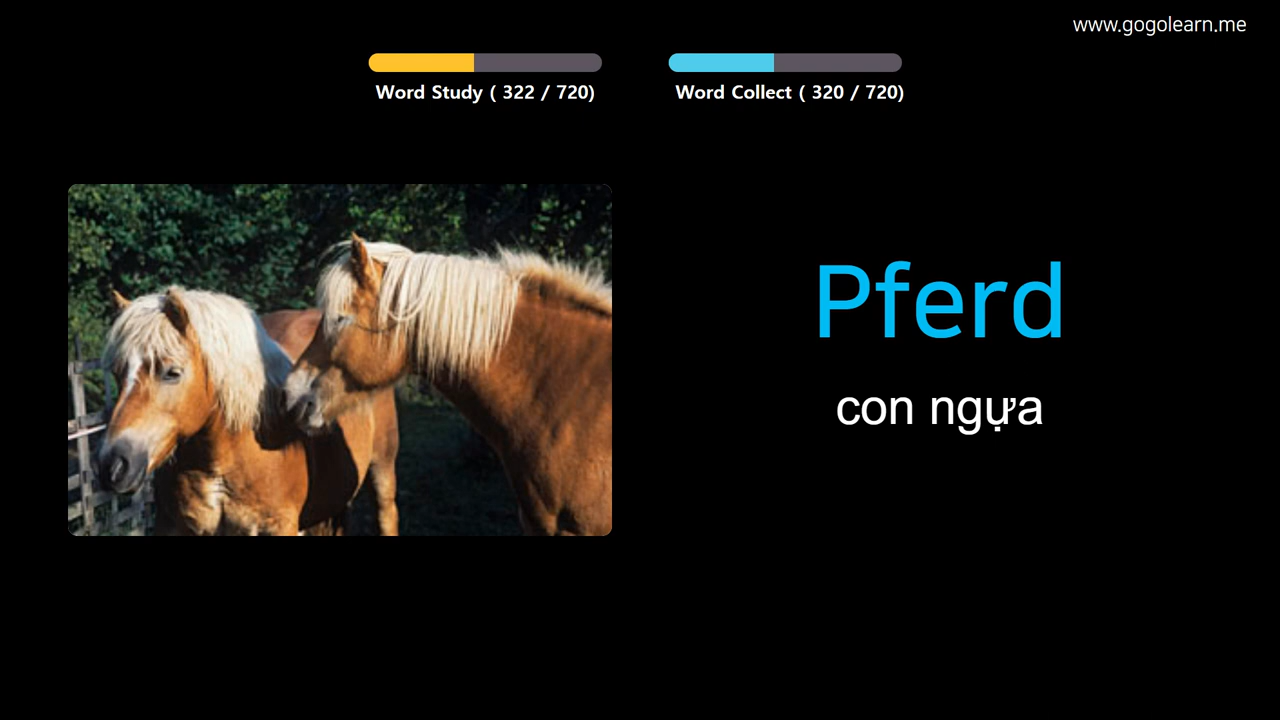 www.gogolearn.me
Word Study ( 322 / 720)
Word Collect ( 320 / 720)
Pferd
con ngựa